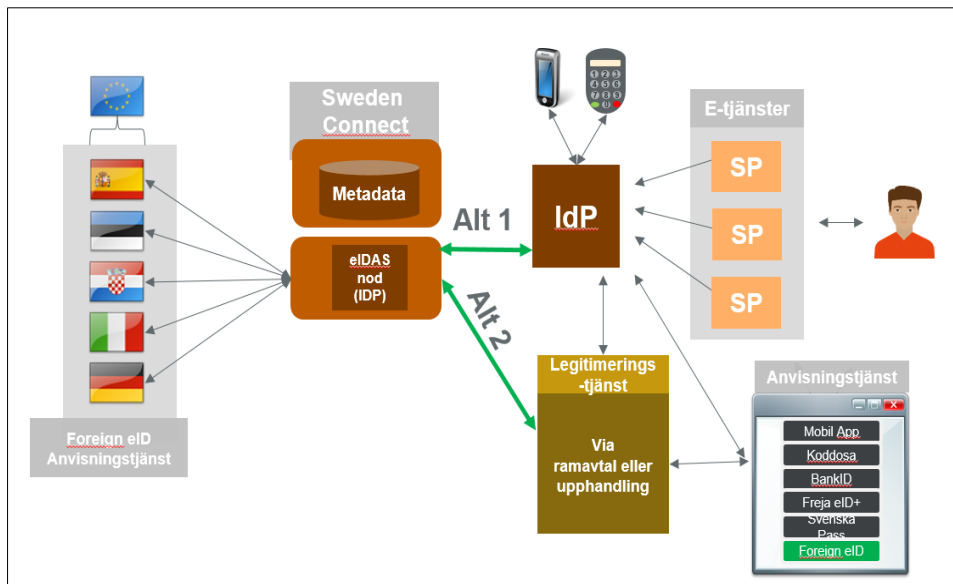 Sweden
Connect
Metadata
eIDAS
nod
(IDP)
Foreign eID
Anvisningstjänst
Alt 1
Alt 2
IdP
E-tjänster
SP
SP
SP
Legitimerings
-tjänst
Via
ramavtal eller
upphandling
Anvisningstjänst
Mobil App
Koddosa
BankID
Freja eID+
Svenska
Pass
Foreign eID